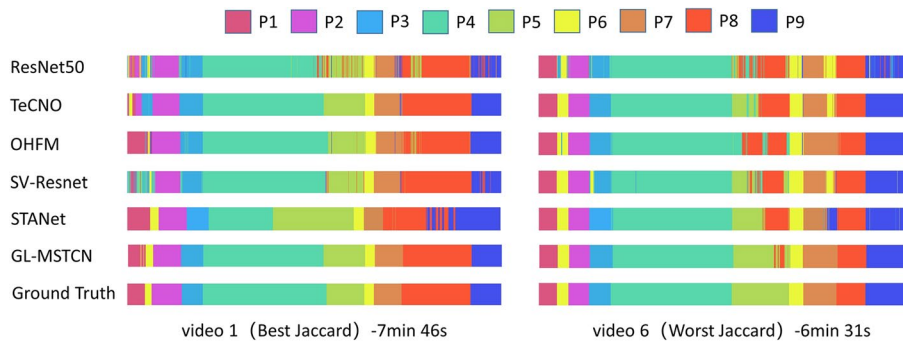 P1 P2 P3 P4 P5 P6 P7 P8 P9
ResNet50
TeCNO
OHFM
SV-Resnet
STANet
GL-MSTCN
Ground Truth
video 1（Best Jaccard）-7min 46s
video 6（Worst Jaccard）-6min 31s